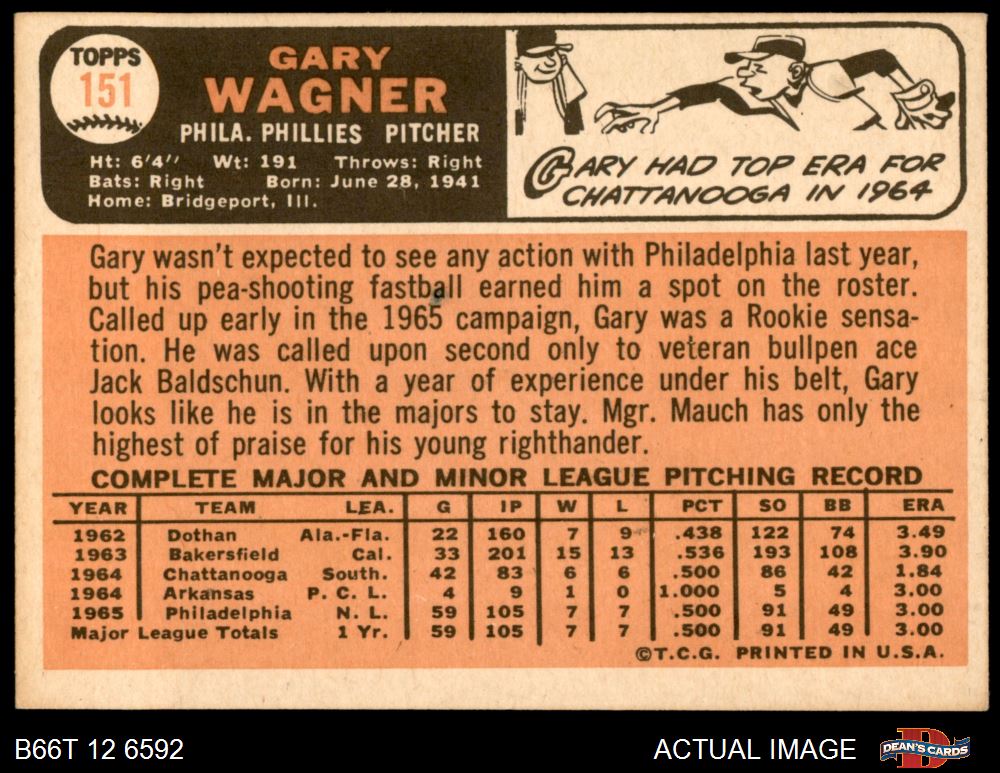 TOPPS
151
GARY
WAGNER
PHILA. PHILLIES PITCHER
Ht: 6'4" Wt: 191 Throws: Right
Bats: Right Born: June 28, 1941
Home: Bridgeport, Ill.
GARY HAD TOP ERA FOR
CHATTANOOGA IN 1964
Gary wasn't expected to see any action with Philadelphia last year,
but his pea-shooting fastball earned him a spot on the roster.
Called up early in the 1965 campaign, Gary was a Rookie sensa-
tion. He was called upon second only to veteran bullpen ace
Jack Baldschun. With a year of experience under his belt, Gary
looks like he is in the majors to stay. Mgr. Mauch has only the
highest of praise for his young righthander.
COMPLETE MAJOR AND MINOR LEAGUE PITCHING RECORD
YEAR TEAM LEA. G IP W L PCT SO BB ERA
1962 Dothan Ala.-Fla. 22 160 7 9 .438 122 74 3.49
1963 Bakersfield Cal. 33 201 15 13 .536 193 108 3.90
1964 Chattanooga South. 42 83 6 6 .500 86 42 1.84
1964 Arkansas P. C. L. 4 9 1 0 1.000 5 4 3.00
1965 Philadelphia N. L. 59 105 7 7 .500 91 49 3.00
Major League Totals 1 Yr. 59 105 7 7 .500 91 49 3.00
©T.C.G. PRINTED IN U.S.A.
B66T 12 6592 ACTUAL IMAGE DEAN'S CARDS